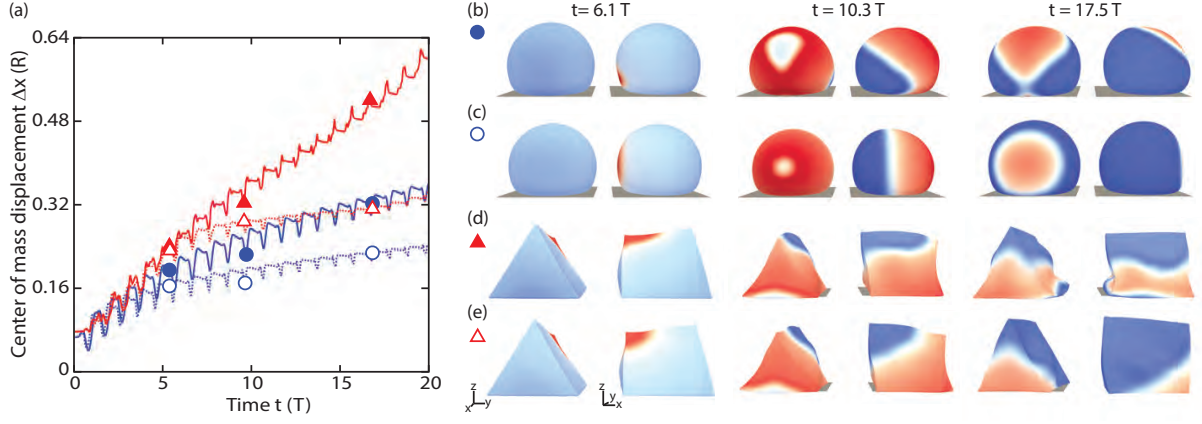 (a)
0.64
0.48
0.32
0.16
0
Center of mass displacement Δx (R)
0 5 10 15 20
Time t (T)
t= 6.1 T t= 10.3 T t= 17.5 T
(b)
(c)
(d)
(e)
z
x y
z
y
x